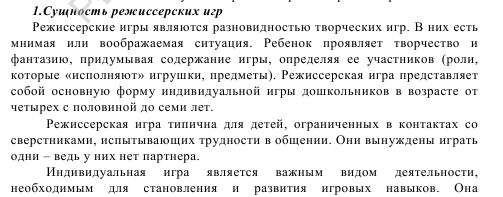 1.Сущность режиссерских игр
Режиссерские игры являются разновидностью творческих игр. В них есть
мнимая или воображаемая ситуация. Ребенок проявляет творчество и
фантазию, придумывая содержание игры, определяя ее участников (роли,
которые «исполняют» игрушки, предметы). Режиссерская игра представляет
собой основную форму индивидуальной игры дошкольников в возрасте от
четырех с половиной до семи лет.
Режиссерская игра типична для детей, ограниченных в контактах со
сверстниками, испытывающих трудности в общении. Они вынуждены играть
одни – ведь у них нет партнера.
Индивидуальная игра является важным видом деятельности,
необходимым для становления и развития игровых навыков. Она